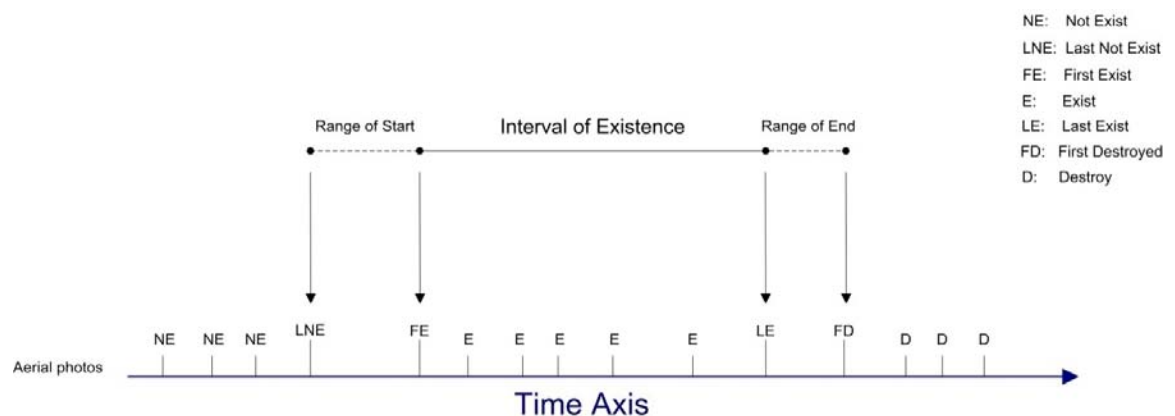 NE: Not Exist
LNE: Last Not Exist
FE: First Exist
E: Exist
LE: Last Exist
FD: First Destroyed
D: Destroy
Range of Start Interval of Existence Range of End
NE NE NE LNE FE E E E E E LE FD D D D
Aerial photos
Time Axis